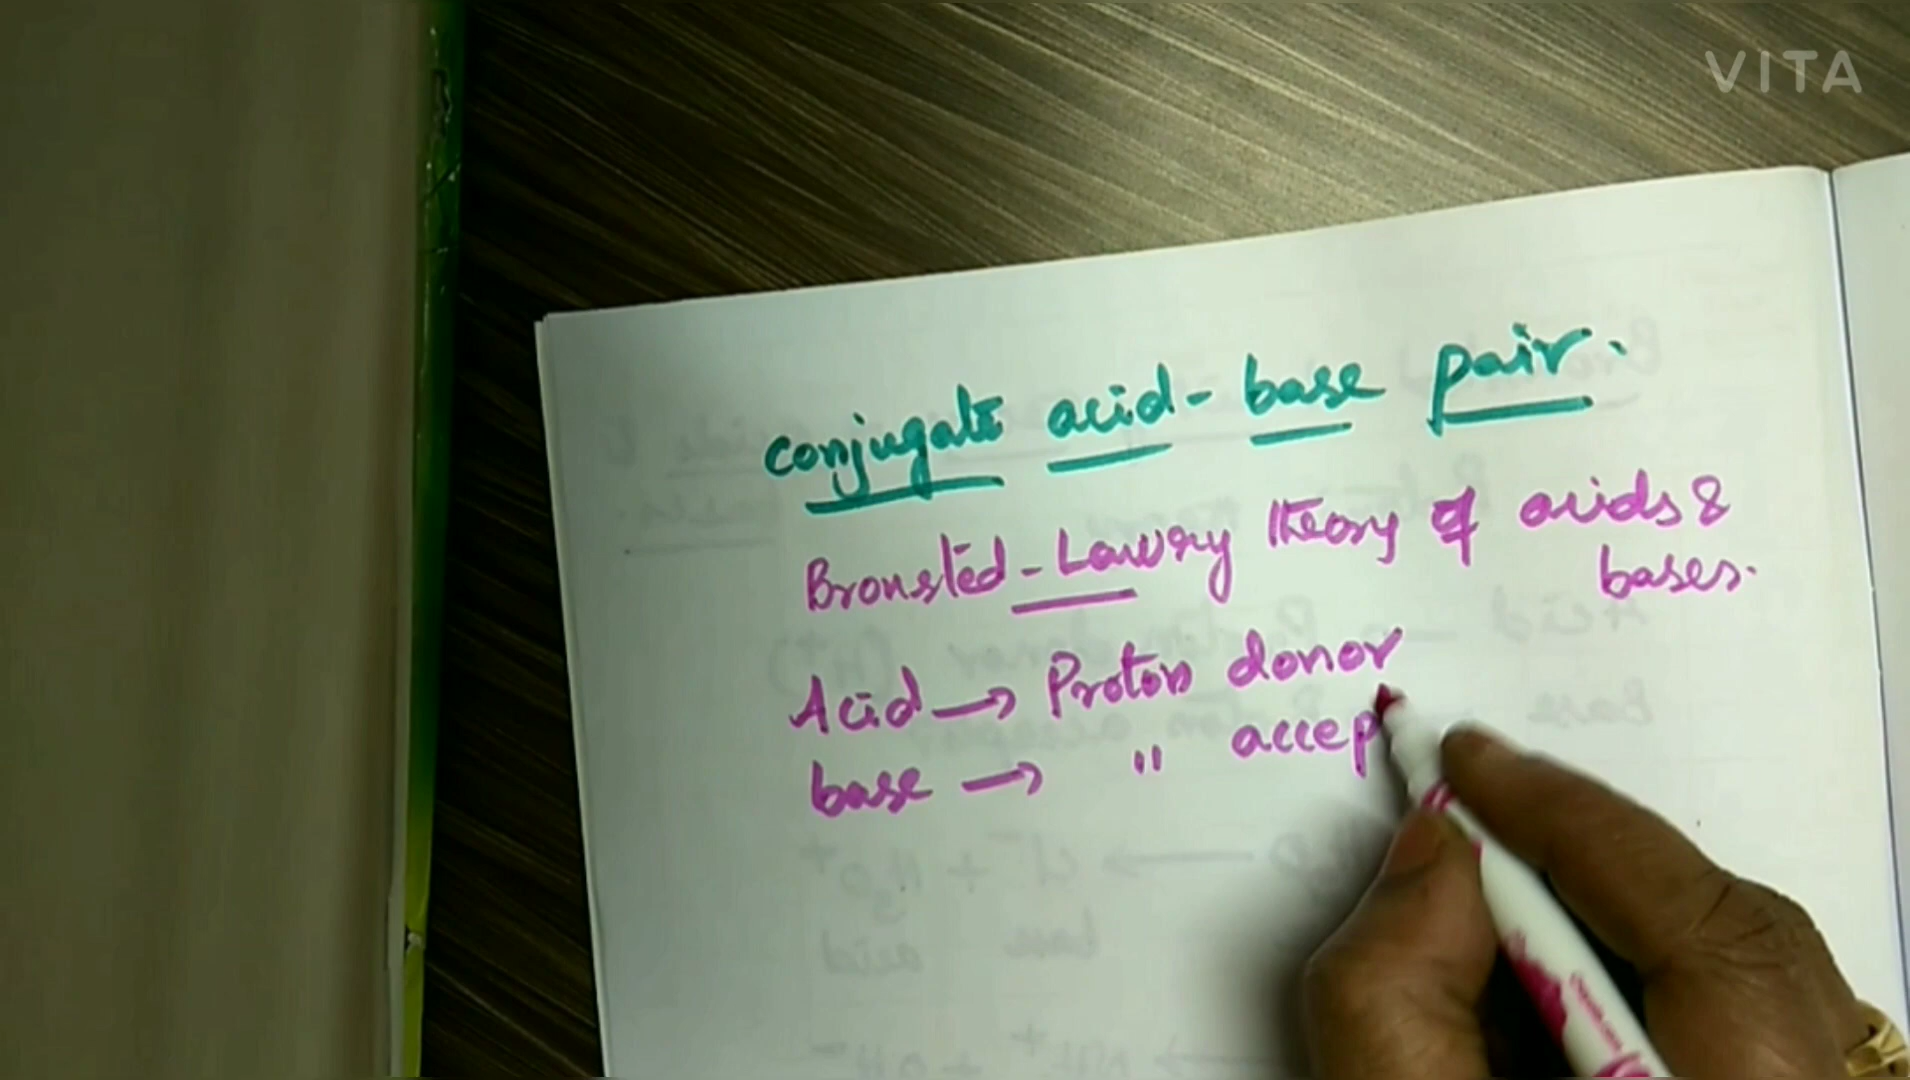 VITA
conjugate acid-base pair.
Bronsted-Lowry theory of acids &
bases.
Acid → Proton donor
base → " accep